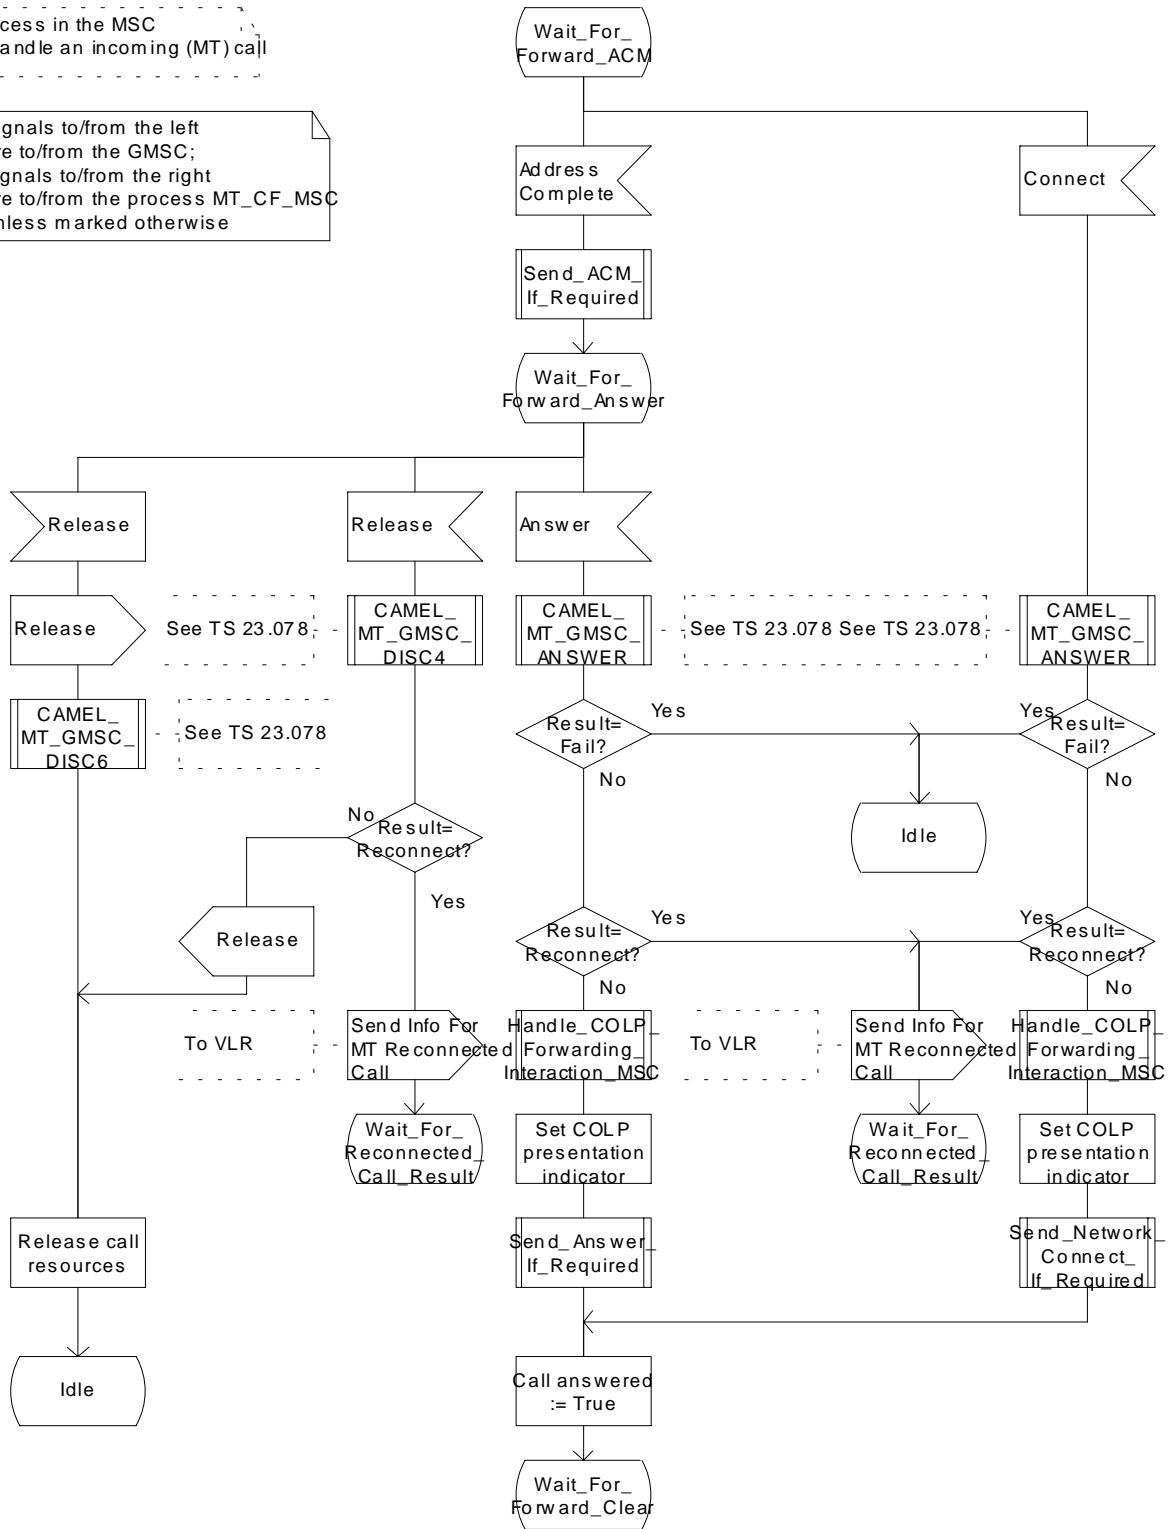 cess in the MSC
andle an incoming (MT) call
gnals to/from the left
re to/from the GMSC;
gnals to/from the right
re to/from the process MT_CF_MSC
nless marked otherwise
Wait_For_
Forward_ACM
Address
Complete
Connect
Send_ACM_
If_Required
Wait_For_
Forward_Answer
Release
Release
Answer
Release
See TS 23.078
CAMEL_
MT_GMSC_
DISC4
CAMEL_
MT_GMSC_
ANSWER
See TS 23.078
See TS 23.078
CAMEL_
MT_GMSC_
ANSWER
CAMEL_
MT_GMSC_
DISC6
See TS 23.078
Result=
Fail?
Yes
No
Yes
Result=
Fail?
No
Idle
No
Result=
Reconnect?
Yes
Release
Result=
Reconnect?
Yes
No
Yes
Result=
Reconnect?
No
To VLR
Send Info For
MT Reconnected
Call
Handle_COLP_
Forwarding_
Interaction_MSC
To VLR
Send Info For
MT Reconnected
Call
Handle_COLP_
Forwarding_
Interaction_MSC
Wait_For_
Reconnected_
Call_Result
Set COLP
presentation
indicator
Wait_For_
Reconnected_
Call_Result
Set COLP
presentation
indicator
Release call
resources
Send_Answer_
If_Required
Send_Network_
Connect_
If_Required
Idle
Call answered
:= True
Wait_For_
Forward_Clear